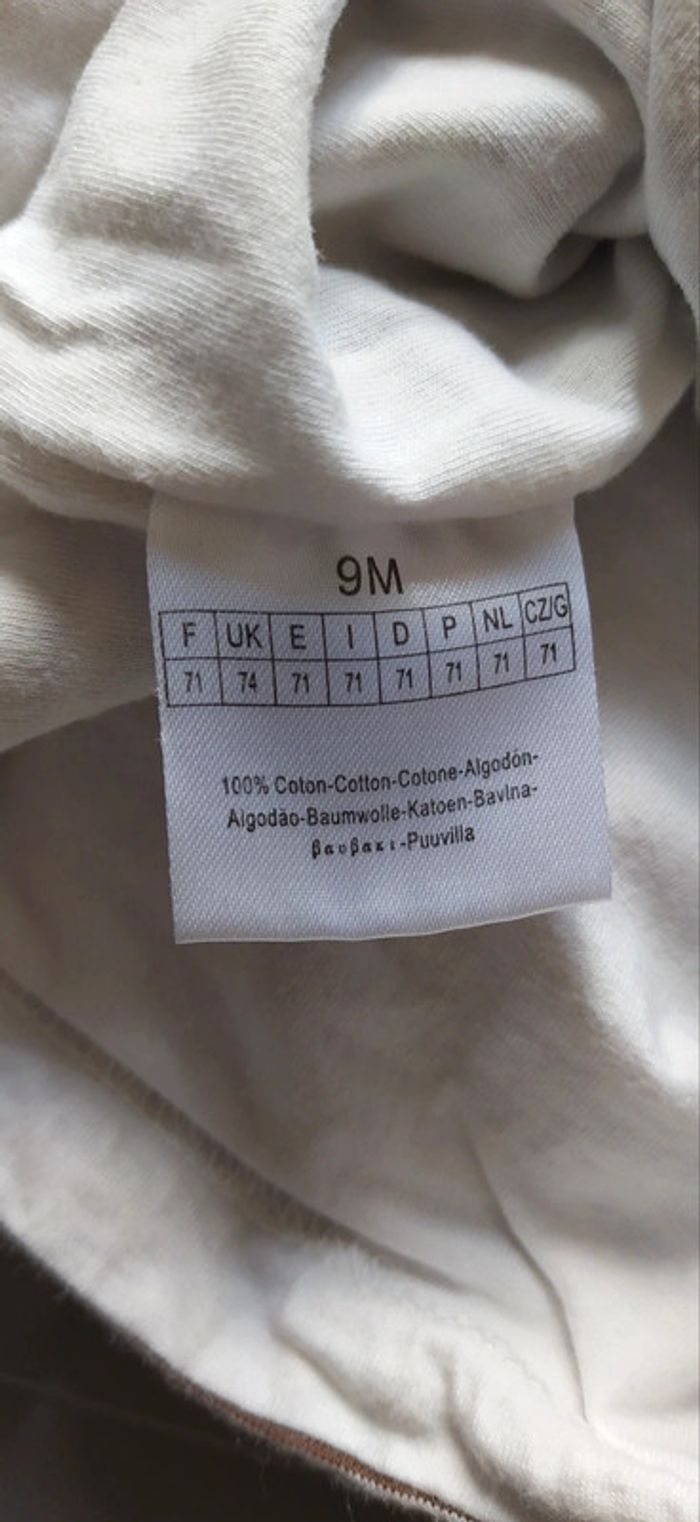 9M
F UK E I D P NL CZ/G
71 74 71 71 71 71 71 71
100% Coton-Cotton-Cotone-Algodón-
Algodão-Baumwolle-Katoen-Bavlna-
βαυβακι-Puuvilla